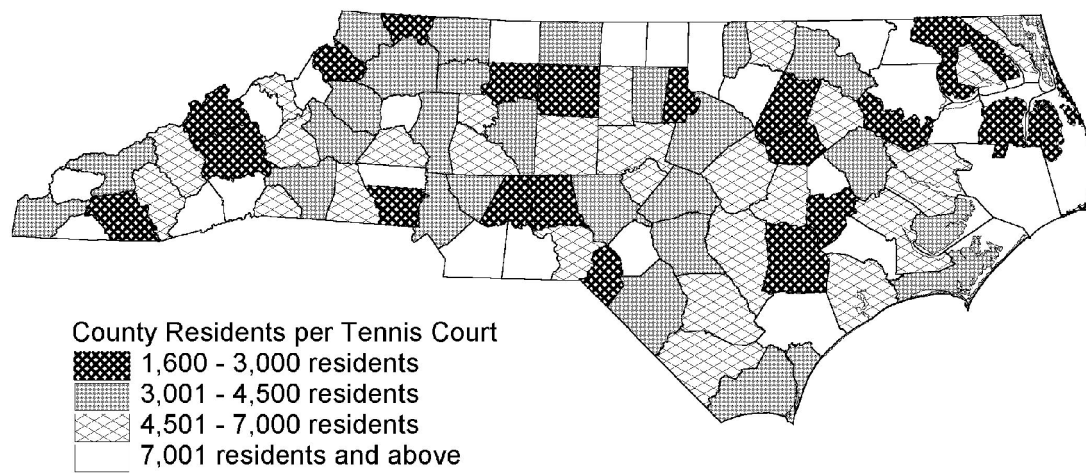 County Residents per Tennis Court
1,600 - 3,000 residents
3,001 - 4,500 residents
4,501 - 7,000 residents
7,001 residents and above